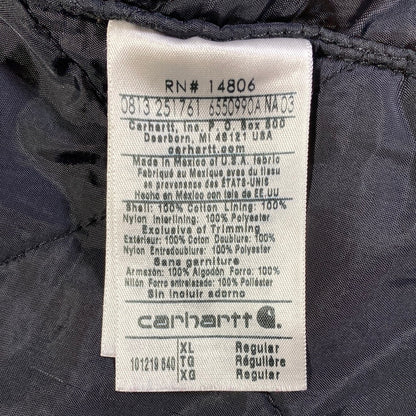 RN# 14806
0813 251761 6550990A NA 03
Carhartt, Inc. P. O. Box 600
Dearborn, MI 48121 USA
carhartt.com
Made in Mexico of U.S.A. fabric
Fabriqué au Mexique avec du tissu
en provenance des ÉTATS-UNIS
Hecho en Mexico con tela de EE.UU
Shell: 100% Cotton Lining: 100%
Nylon Interlining: 100% Polyester
Exclusive of Trimming
Extérieur: 100% Coton Doublure: 100%
Nylon Entredoublure: 100% Polyester
Sans garniture
Armazón: 100% Algodón Forro: 100%
Nilón Forro entrelazado: 100% Poliéster
Sin incluir adorno
carhartt
XL Regular
101219 640 TG Régulière
XG Regular